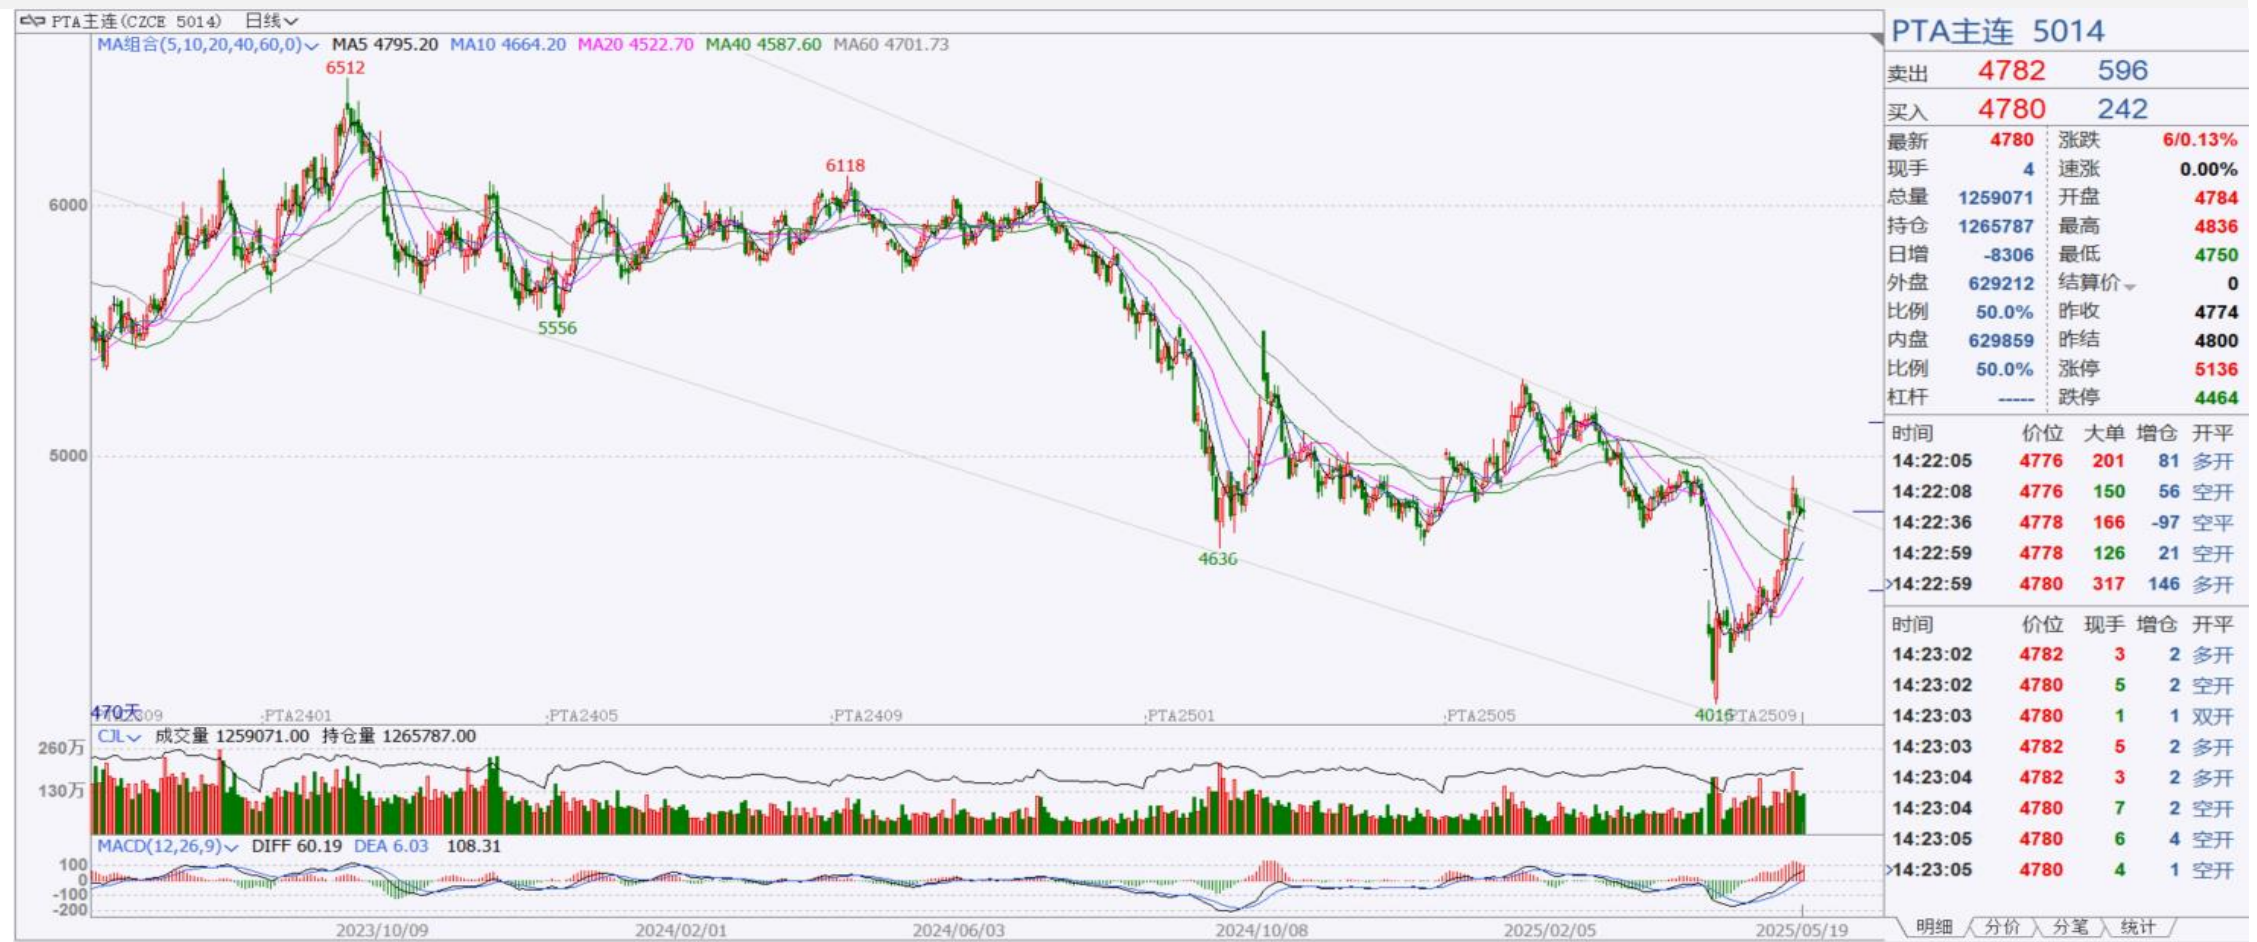 PTA主连(CZCE 5014) 日线
MA组合(5,10,20,40,60,0) MA5 4795.20 MA10 4664.20 MA20 4522.70 MA40 4587.60 MA60 4701.73
6512
6118
6000
5556
5000
4636
4016
470天
PTA2401 PTA2405 PTA2409 PTA2501 PTA2505 PTA2509
CJL 成交量 1259071.00 持仓量 1265787.00
260万
130万
MACD(12,26,9) DIFF 60.19 DEA 6.03 108.31
100
0
-100
-200
2023/10/09 2024/02/01 2024/06/03 2024/10/08 2025/02/05 2025/05/19
PTA主连 5014
卖出 4782 596
买入 4780 242
最新 4780 涨跌 6/0.13%
现手 4 速涨 0.00%
总量 1259071 开盘 4784
持仓 1265787 最高 4836
日增 -8306 最低 4750
外盘 629212 结算价 0
比例 50.0% 昨收 4774
内盘 629859 昨结 4800
比例 50.0% 涨停 5136
杠杆 ----- 跌停 4464
时间 价位 大单 增仓 开平
14:22:05 4776 201 81 多开
14:22:08 4776 150 56 空开
14:22:36 4778 166 -97 空平
14:22:59 4778 126 21 空开
>14:22:59 4780 317 146 多开
时间 价位 现手 增仓 开平
14:23:02 4782 3 2 多开
14:23:02 4780 5 2 空开
14:23:03 4780 1 1 双开
14:23:03 4782 5 2 多开
14:23:04 4782 3 2 多开
14:23:04 4780 7 2 空开
14:23:05 4780 6 4 空开
>14:23:05 4780 4 1 空开
明细 分价 分笔 统计